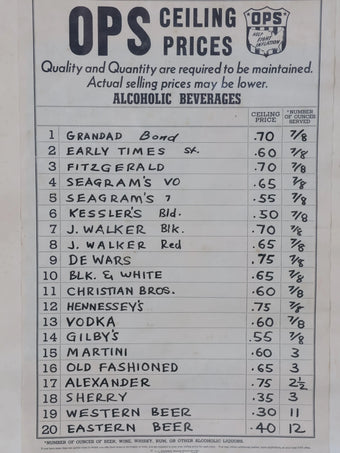 OPS CEILING PRICES
OPS
HELP FIGHT INFLATION
Quality and Quantity are required to be maintained.
Actual selling prices may be lower.
ALCOHOLIC BEVERAGES
CEILING PRICE *NUMBER OF OUNCES SERVED
1 GRANDAD Bond .70 7/8
2 EARLY TIMES St. .60 7/8
3 FITZGERALD .70 7/8
4 SEAGRAM'S VO .65 7/8
5 SEAGRAM'S 7 .55 7/8
6 KESSLER'S Bld. .50 7/8
7 J. WALKER Blk. .70 7/8
8 J. WALKER Red .65 7/8
9 DEWARS .75 7/8
10 BLK. & WHITE .65 7/8
11 CHRISTIAN BROS. .60 7/8
12 HENNESSEY'S .75 7/8
13 VODKA .60 7/8
14 GILBY'S .55 7/8
15 MARTINI .60 3
16 OLD FASHIONED .65 3
17 ALEXANDER .75 2½
18 SHERRY .35 3
19 WESTERN BEER .30 11
20 EASTERN BEER .40 12
*NUMBER OF OUNCES OF BEER, WINE, WHISKY, RUM, OR OTHER ALCOHOLIC LIQUORS.